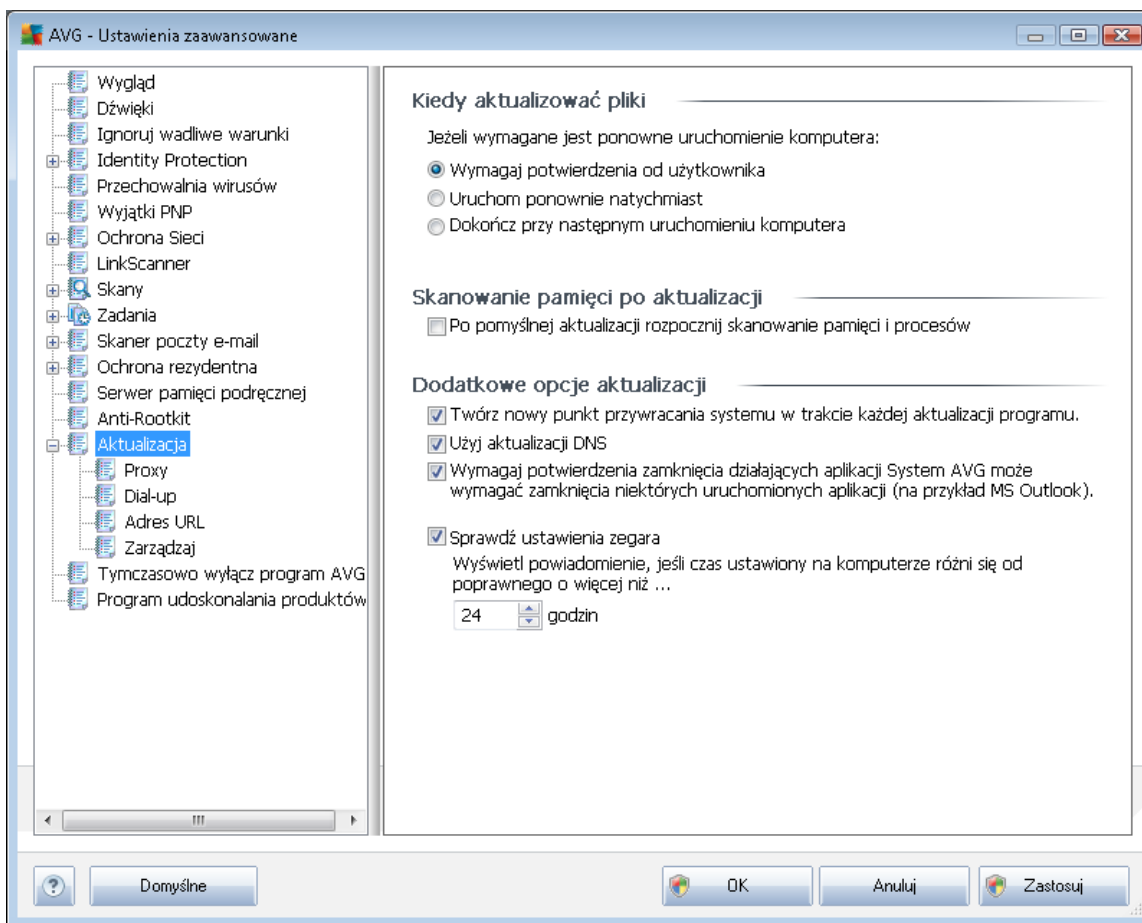 AVG - Ustawienia zaawansowane
Wygląd
Dźwięki
Ignoruj wadliwe warunki
Identity Protection
Przechowalnia wirusów
Wyjątki PNP
Ochrona Sieci
LinkScanner
Skany
Zadania
Skaner poczty e-mail
Ochrona rezydentna
Serwer pamięci podręcznej
Anti-Rootkit
Aktualizacja
Proxy
Dial-up
Adres URL
Zarządzaj
Tymczasowo wyłącz program AVG
Program udoskonalania produktów
Kiedy aktualizować pliki
Jeżeli wymagane jest ponowne uruchomienie komputera:
Wymagaj potwierdzenia od użytkownika
Uruchom ponownie natychmiast
Dokończ przy następnym uruchomieniu komputera
Skanowanie pamięci po aktualizacji
Po pomyślnej aktualizacji rozpocznij skanowanie pamięci i procesów
Dodatkowe opcje aktualizacji
Twórz nowy punkt przywracania systemu w trakcie każdej aktualizacji programu.
Użyj aktualizacji DNS
Wymagaj potwierdzenia zamknięcia działających aplikacji System AVG może
wymagać zamknięcia niektórych uruchomionych aplikacji (na przykład MS Outlook).
Sprawdź ustawienia zegara
Wyświetl powiadomienie, jeśli czas ustawiony na komputerze różni się od
poprawnego o więcej niż ...
24 godzin
? Domyślne OK Anuluj Zastosuj